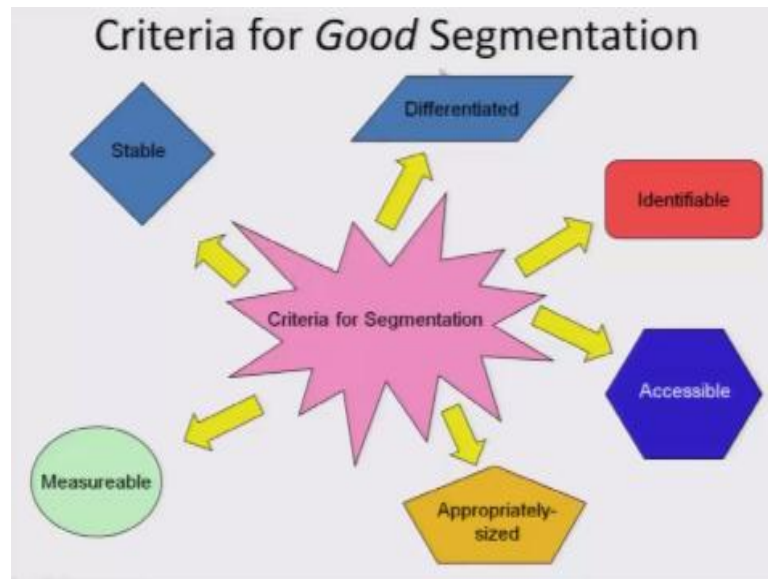 Criteria for Good Segmentation
Differentiated
Stable
Identifiable
Criteria for Segmentation
Accessible
Measureable
Appropriately-
sized